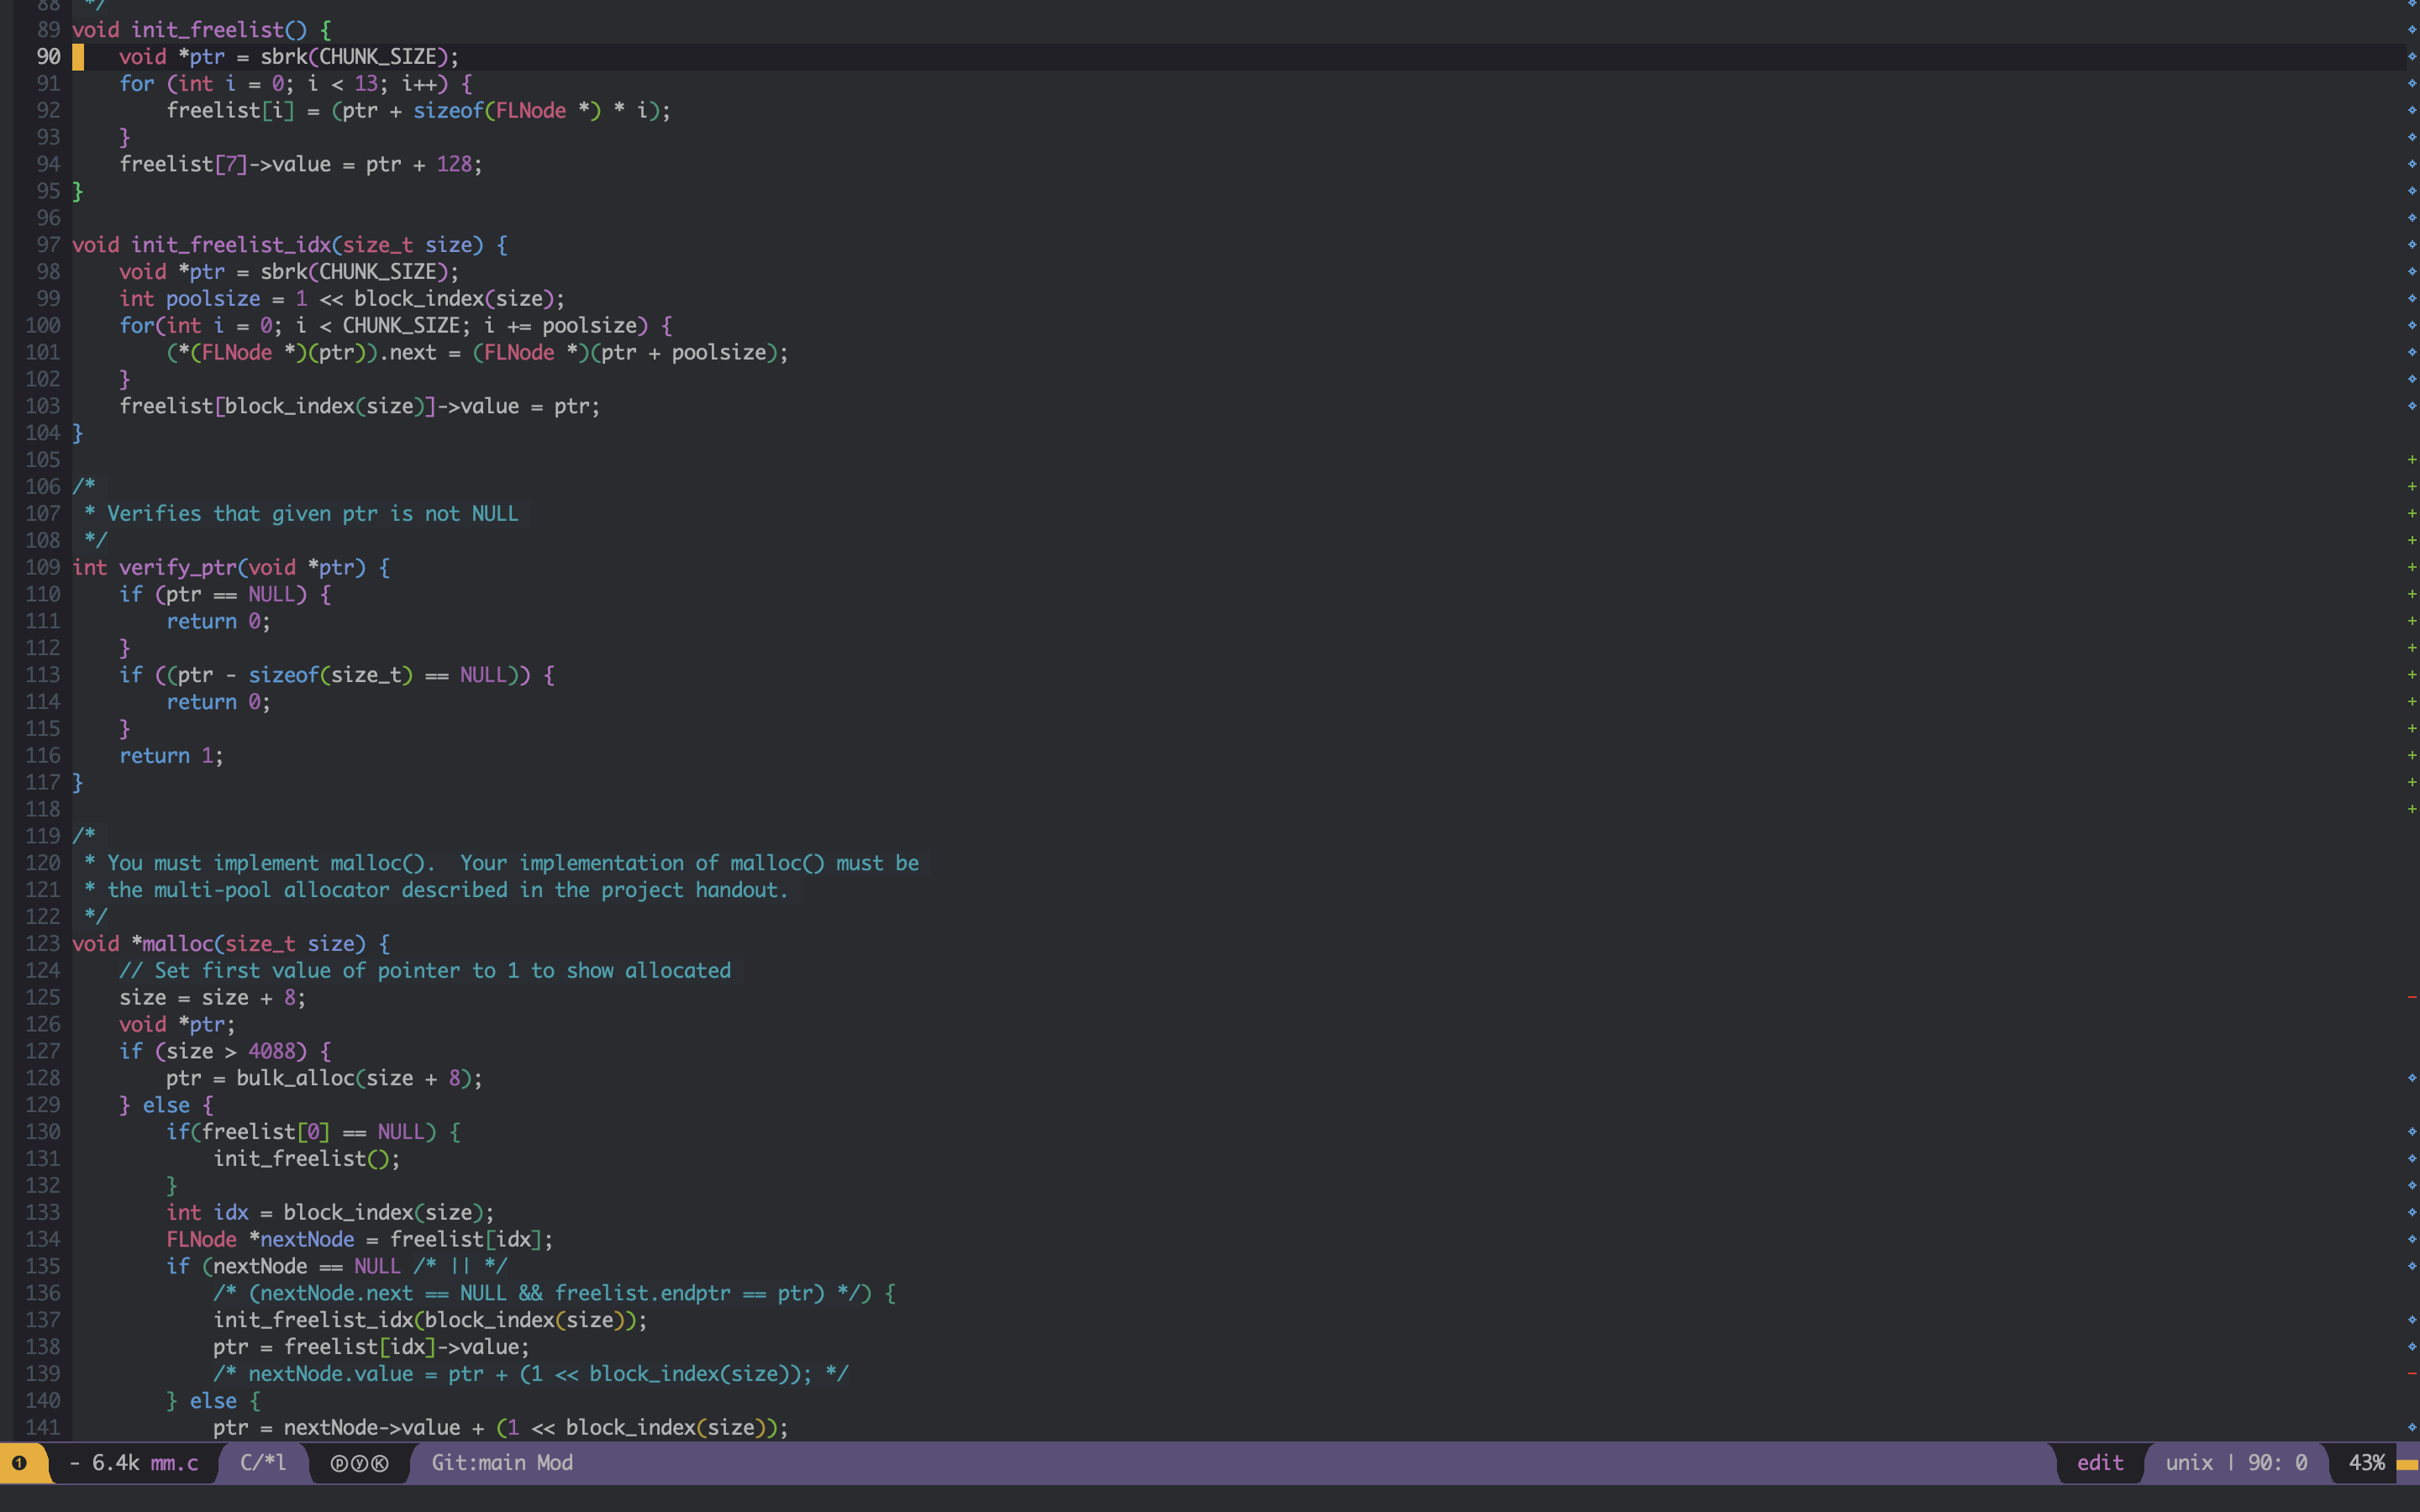 88 */
89 void init_freelist() {
90     void *ptr = sbrk(CHUNK_SIZE);
91     for (int i = 0; i < 13; i++) {
92         freelist[i] = (ptr + sizeof(FLNode *) * i);
93     }
94     freelist[7]->value = ptr + 128;
95 }
96
97 void init_freelist_idx(size_t size) {
98     void *ptr = sbrk(CHUNK_SIZE);
99     int poolsize = 1 << block_index(size);
100     for(int i = 0; i < CHUNK_SIZE; i += poolsize) {
101         (*(FLNode *)(ptr)).next = (FLNode *)(ptr + poolsize);
102     }
103     freelist[block_index(size)]->value = ptr;
104 }
105
106 /*
107  * Verifies that given ptr is not NULL
108  */
109 int verify_ptr(void *ptr) {
110     if (ptr == NULL) {
111         return 0;
112     }
113     if ((ptr - sizeof(size_t) == NULL)) {
114         return 0;
115     }
116     return 1;
117 }
118
119 /*
120  * You must implement malloc().  Your implementation of malloc() must be
121  * the multi-pool allocator described in the project handout.
122  */
123 void *malloc(size_t size) {
124     // Set first value of pointer to 1 to show allocated
125     size = size + 8;
126     void *ptr;
127     if (size > 4088) {
128         ptr = bulk_alloc(size + 8);
129     } else {
130         if(freelist[0] == NULL) {
131             init_freelist();
132         }
133         int idx = block_index(size);
134         FLNode *nextNode = freelist[idx];
135         if (nextNode == NULL /* || */
136             /* (nextNode.next == NULL && freelist.endptr == ptr) */) {
137             init_freelist_idx(block_index(size));
138             ptr = freelist[idx]->value;
139             /* nextNode.value = ptr + (1 << block_index(size)); */
140         } else {
141             ptr = nextNode->value + (1 << block_index(size));
❶ - 6.4k mm.c C/*l ⓟⓨⓀ Git:main Mod edit unix | 90: 0 43%